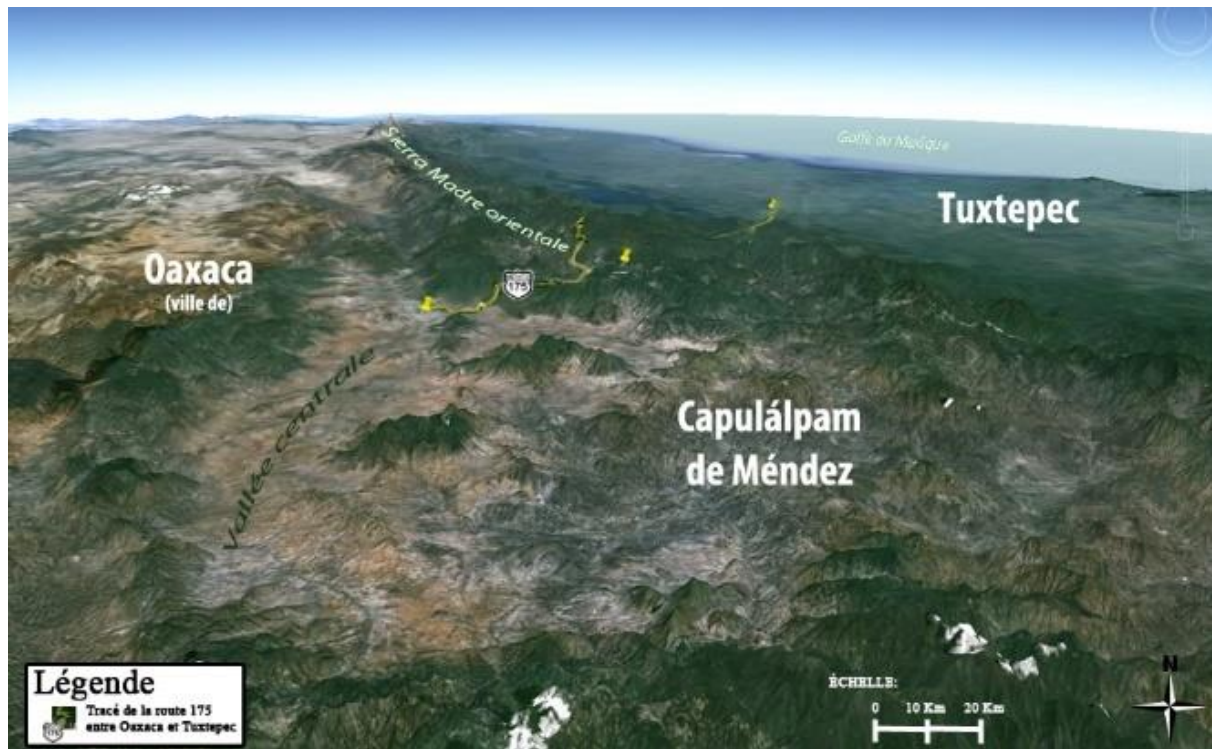 Golfe du Mexique
Sierra Madre orientale
Tuxtepec
Oaxaca
(ville de)
175
Vallée centrale
Capulálpam
de Méndez
Légende
Tracé de la route 175
entre Oaxaca et Tuxtepec
ÉCHELLE:
0 10 Km 20 Km
N